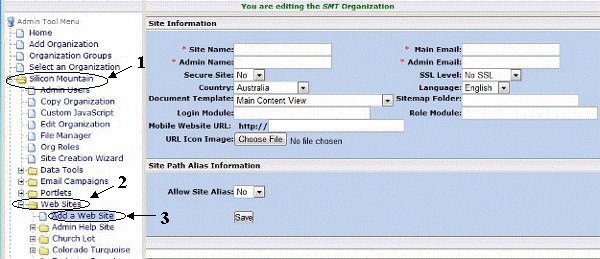 You are editing the SMT Organization
Admin Tool Menu
Home
Add Organization
Organization Groups
Select an Organization
Silicon Mountain
1
Admin Users
Copy Organization
Custom JavaScript
Edit Organization
File Manager
Org Roles
Site Creation Wizard
Data Tools
Email Campaigns
Portlets
Web Sites
2
Add a Web Site
3
Admin Help Site
Church Lot
Colorado Turquoise
Site Information
* Site Name: * Main Email:
* Admin Name: * Admin Email:
Secure Site: No SSL Level: No SSL
Country: Australia Language: English
Document Template: Main Content View Sitemap Folder:
Login Module: Role Module:
Mobile Website URL: http://
URL Icon Image: Choose File No file chosen
Site Path Alias Information
Allow Site Alias: No
Save